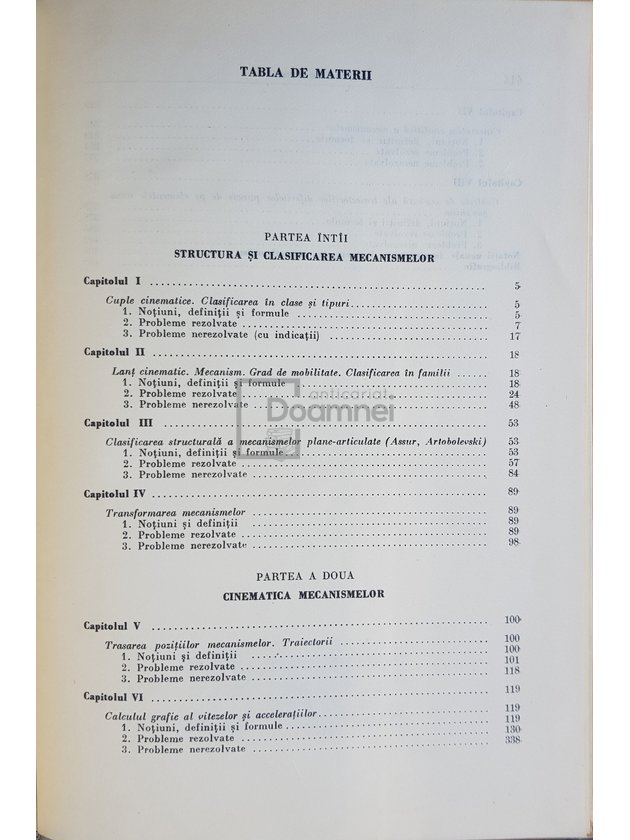 TABLA DE MATERII
PARTEA ÎNTÎI
STRUCTURA ȘI CLASIFICAREA MECANISMELOR
Capitolul I 5
Cuple cinematice. Clasificarea în clase și tipuri 5
1. Noțiuni, definiții și formule 5
2. Probleme rezolvate 7
3. Probleme nerezolvate (cu indicații) 17
Capitolul II 18
Lanț cinematic. Mecanism. Grad de mobilitate. Clasificarea în familii 18
1. Noțiuni, definiții și formule 18
2. Probleme rezolvate 24
3. Probleme nerezolvate 48
anticariat
Doamnei
Capitolul III 53
Clasificarea structurală a mecanismelor plane-articulate (Assur, Artobolevski) 53
1. Noțiuni, definiții și formule 53
2. Probleme rezolvate 57
3. Probleme nerezolvate 84
Capitolul IV 89
Transformarea mecanismelor 89
1. Noțiuni și definiții 89
2. Probleme rezolvate 89
3. Probleme nerezolvate 98
PARTEA A DOUA
CINEMATICA MECANISMELOR
Capitolul V 100
Trasarea pozițiilor mecanismelor. Traiectorii 100
1. Noțiuni și definiții 100
2. Probleme rezolvate 101
3. Probleme nerezolvate 118
Capitolul VI 119
Calculul grafic al vitezelor și accelerațiilor 119
1. Noțiuni, definiții și formule 119
2. Probleme rezolvate 130
3. Probleme nerezolvate 338